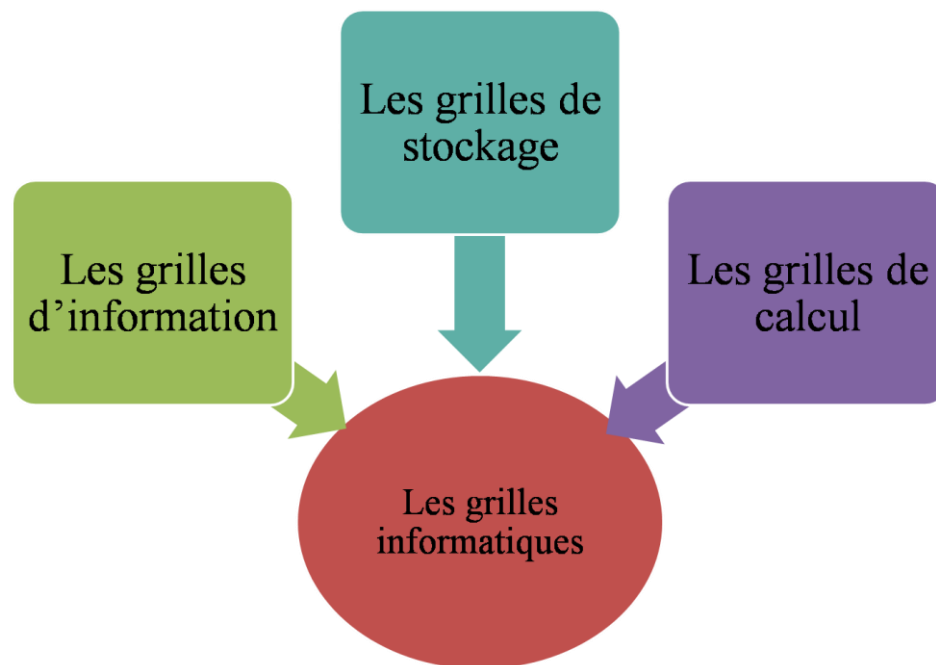 Les grilles de
stockage
Les grilles
d’information
Les grilles de
calcul
Les grilles
informatiques